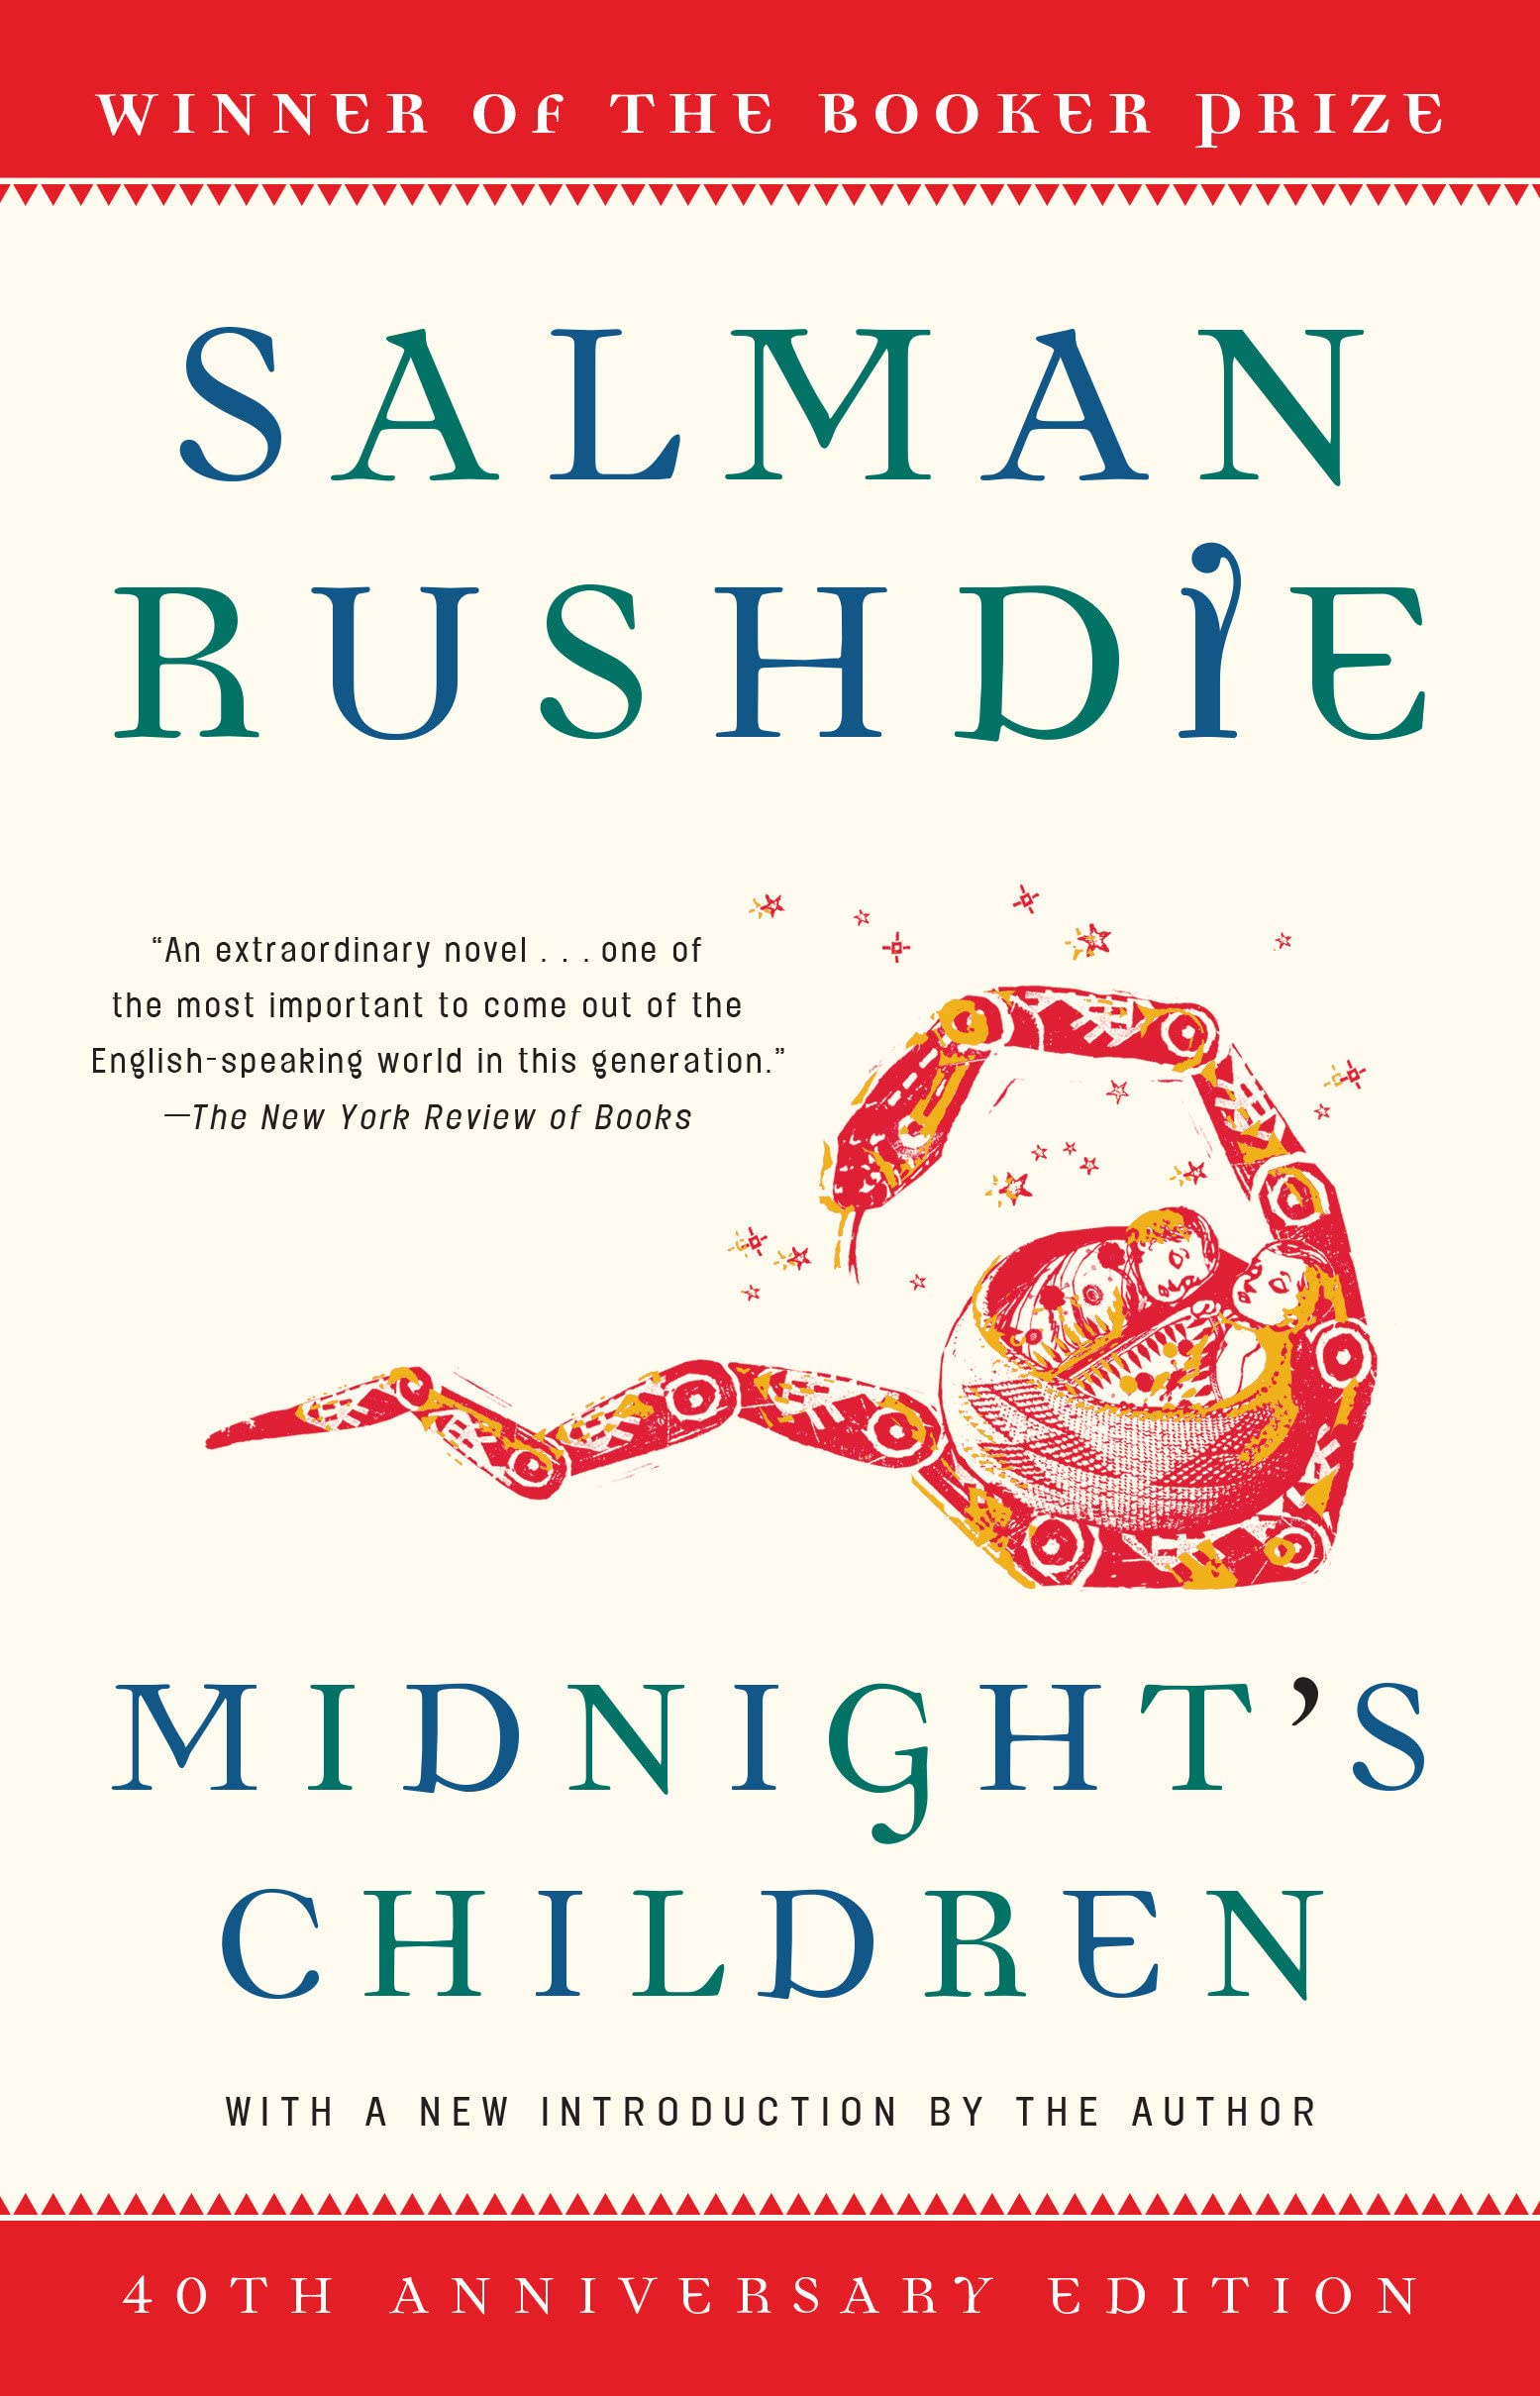 WINNER OF THE BOOKER PRIZE
SALMAN
RUSHDIE
“An extraordinary novel . . . one of
the most important to come out of the
English-speaking world in this generation.”
—The New York Review of Books
MIDNIGHT’S
CHILDREN
WITH A NEW INTRODUCTION BY THE AUTHOR
40TH ANNIVERSARY EDITION